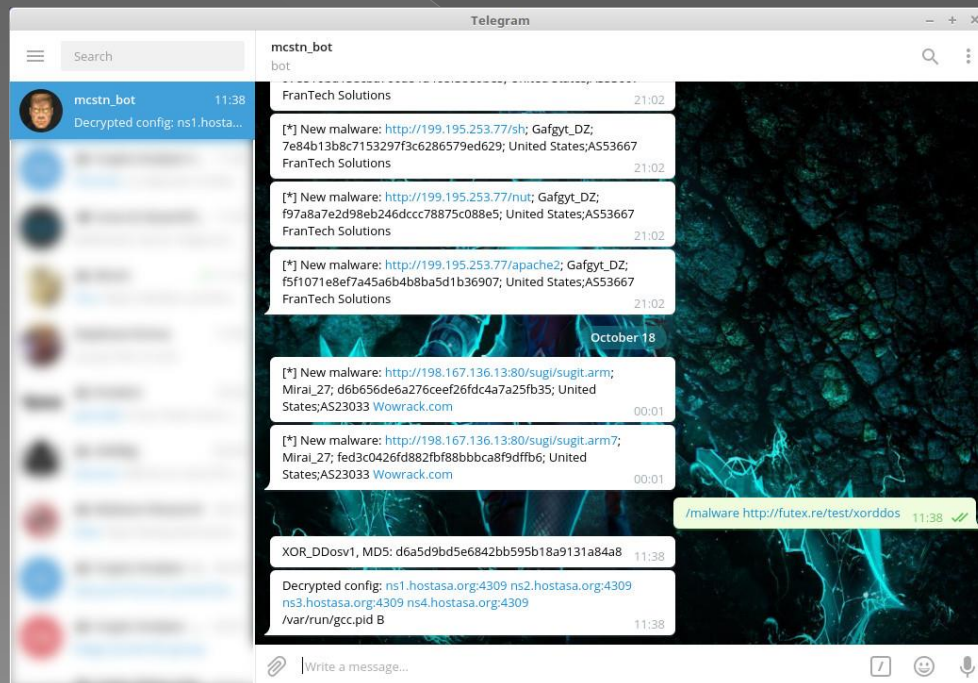 Telegram
Search
mcstn_bot
bot
mcstn_bot 11:38
Decrypted config: ns1.hosta...
FranTech Solutions
21:02
[*] New malware: http://199.195.253.77/sh; Gafgyt_DZ;
7e84b13b8c7153297f3c6286579ed629; United States;AS53667
FranTech Solutions
21:02
[*] New malware: http://199.195.253.77/nut; Gafgyt_DZ;
f97a8a7e2d98eb246dccc78875c088e5; United States;AS53667
FranTech Solutions
21:02
[*] New malware: http://199.195.253.77/apache2; Gafgyt_DZ;
f5f1071e8ef7a45a6b4b8ba5d1b36907; United States;AS53667
FranTech Solutions
21:02
October 18
[*] New malware: http://198.167.136.13:80/sugi/sugit.arm;
Mirai_27; d6b656de6a276ceef26fdc4a7a25fb35; United
States;AS23033 Wowrack.com
00:01
[*] New malware: http://198.167.136.13:80/sugi/sugit.arm7;
Mirai_27; fed3c0426fd882fbf88bbbca8f9dffb6; United
States;AS23033 Wowrack.com
00:01
/malware http://futex.re/test/xorddos 11:38
XOR_DDosv1, MD5: d6a5d9bd5e6842bb595b18a9131a84a8 11:38
Decrypted config: ns1.hostasa.org:4309 ns2.hostasa.org:4309
ns3.hostasa.org:4309 ns4.hostasa.org:4309
/var/run/gcc.pid B
11:38
Write a message...